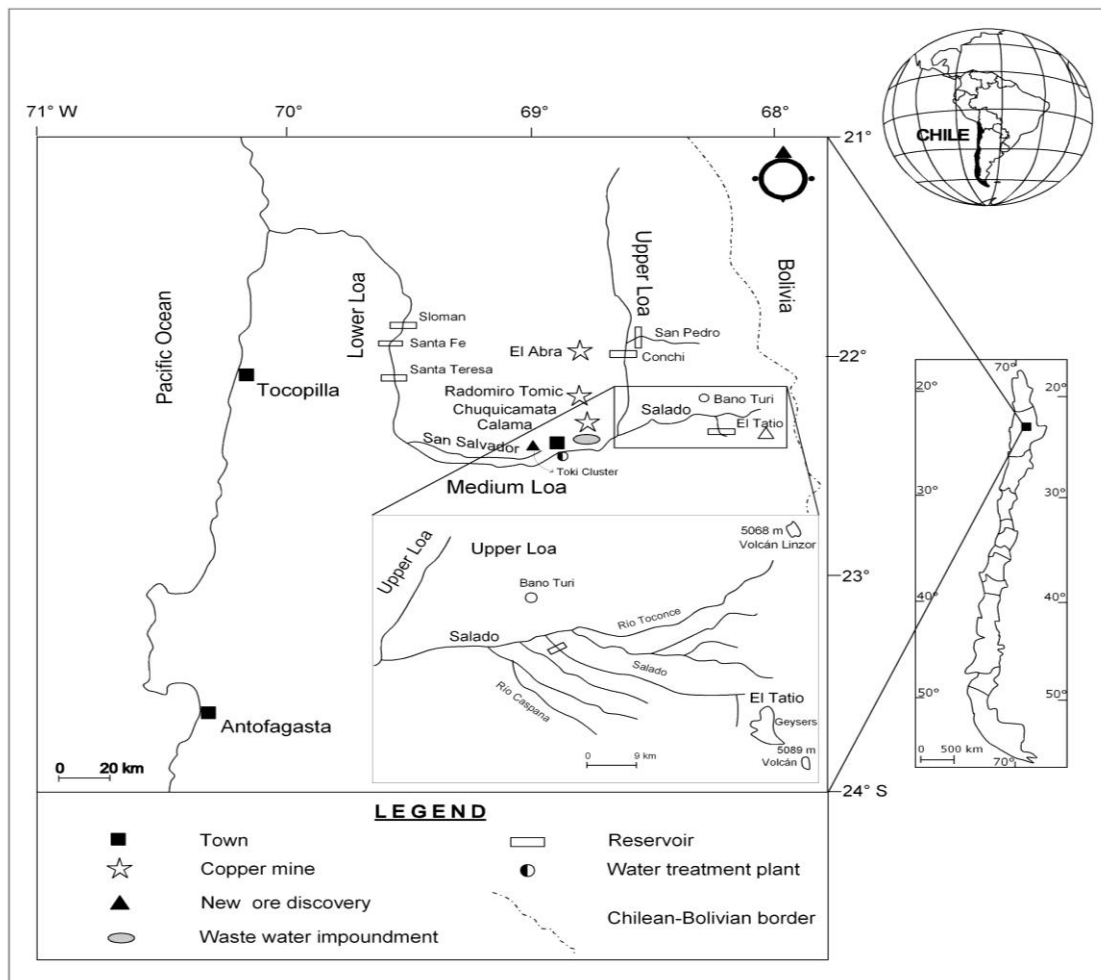 71° W
70°
69°
68°
21°
CHILE
Pacific Ocean
Lower Loa
Upper Loa
Bolivia
Sloman
Santa Fe
Santa Teresa
El Abra
San Pedro
Conchi
22°
Tocopilla
Radomiro Tomic
Chuquicamata
Calama
Bano Turi
Salado
El Tatio
San Salvador
Toki Cluster
Medium Loa
5068 m
Volcán Linzor
Upper Loa
Upper Loa
Bano Turi
23°
Río Toconce
Salado
Salado
Río Caspana
El Tatio
Geysers
0 9 km
5089 m
Volcán
Antofagasta
0 20 km
24° S
70°
20°
20°
30°
30°
40°
40°
50°
50°
0 500 km
70°
LEGEND
Town
Reservoir
Copper mine
Water treatment plant
New ore discovery
Chilean-Bolivian border
Waste water impoundment